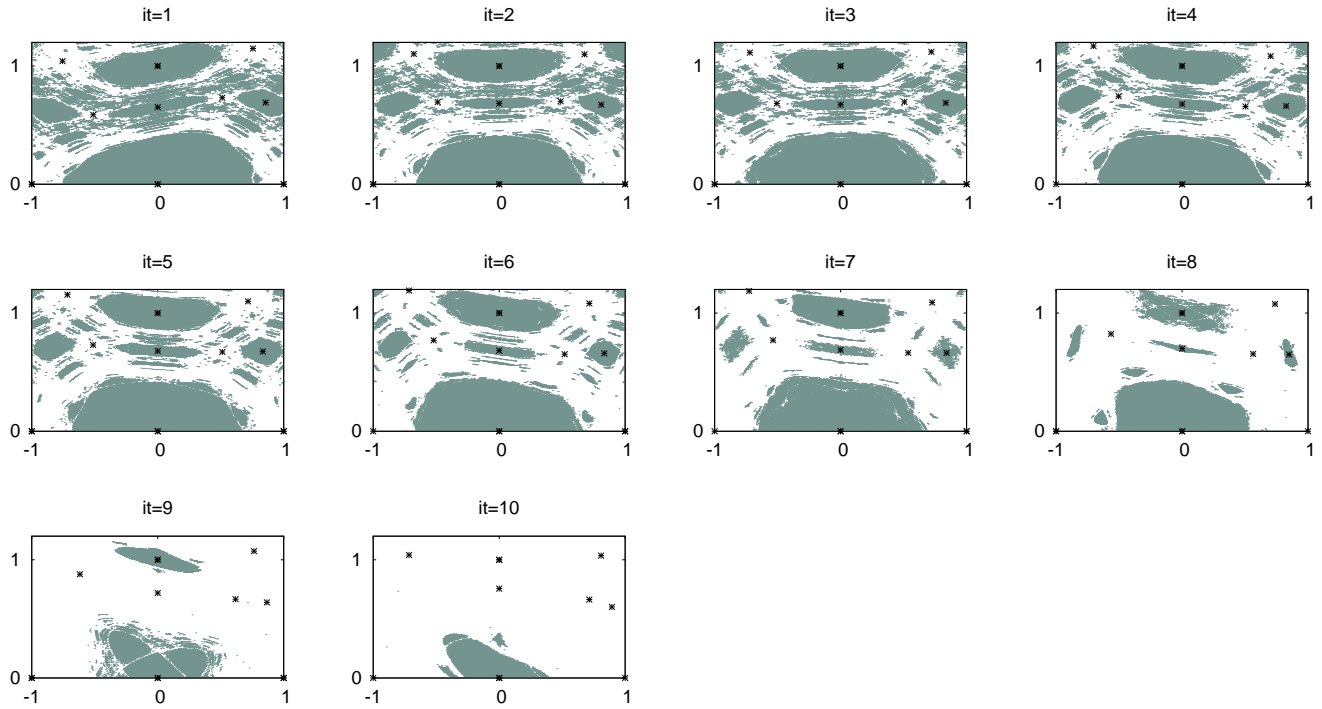 it=1 it=2 it=3 it=4
1 1 1 1
0 0 0 0
-1 0 1 -1 0 1 -1 0 1 -1 0 1
it=5 it=6 it=7 it=8
1 1 1 1
0 0 0 0
-1 0 1 -1 0 1 -1 0 1 -1 0 1
it=9 it=10
1 1
0 0
-1 0 1 -1 0 1